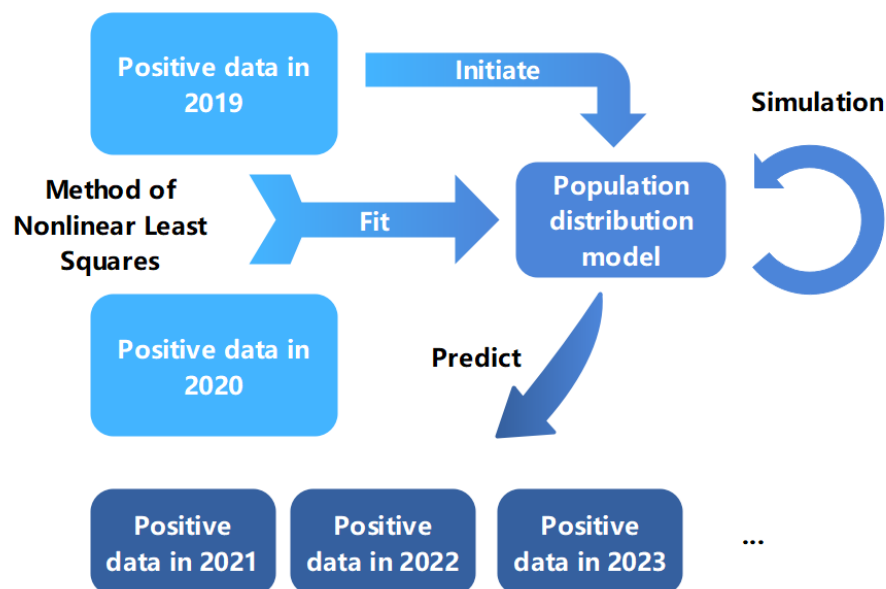 Positive data in
2019
Initiate
Simulation
Method of
Nonlinear Least
Squares
Fit
Population
distribution
model
Positive data in
2020
Predict
Positive
data in 2021
Positive
data in 2022
Positive
data in 2023
...